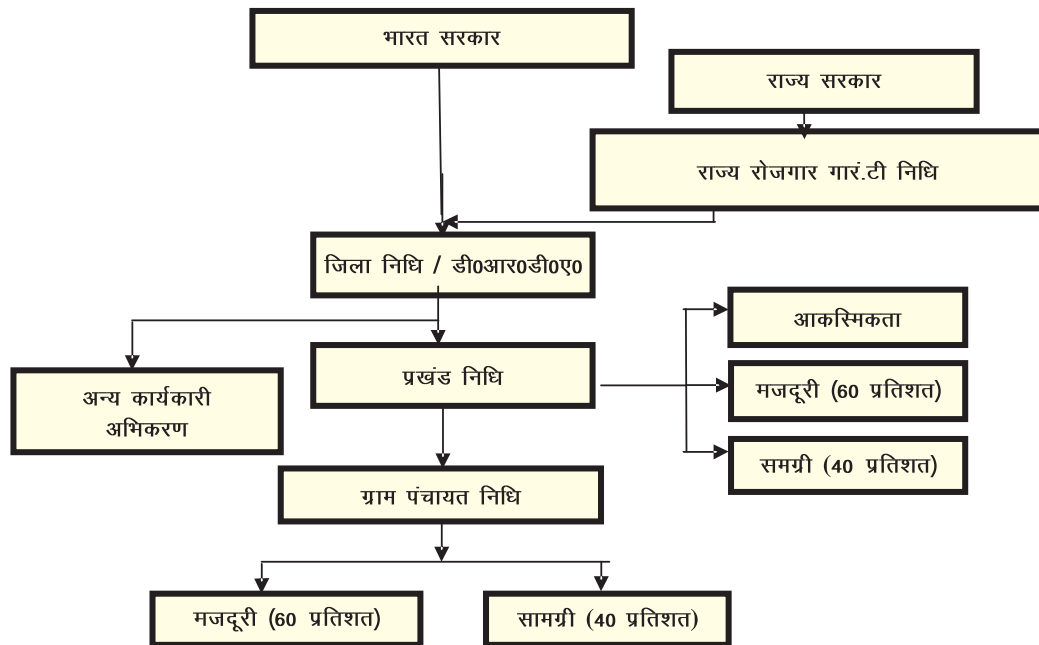 भारत सरकार
राज्य सरकार
राज्य रोजगार गारं.टी निधि
जिला निधि / डी0आर0डी0ए0
आकस्मिकता
प्रखंड निधि
मजदूरी (60 प्रतिशत)
अन्य कार्यकारी
अभिकरण
समग्री (40 प्रतिशत)
ग्राम पंचायत निधि
मजदूरी (60 प्रतिशत)
सामग्री (40 प्रतिशत)